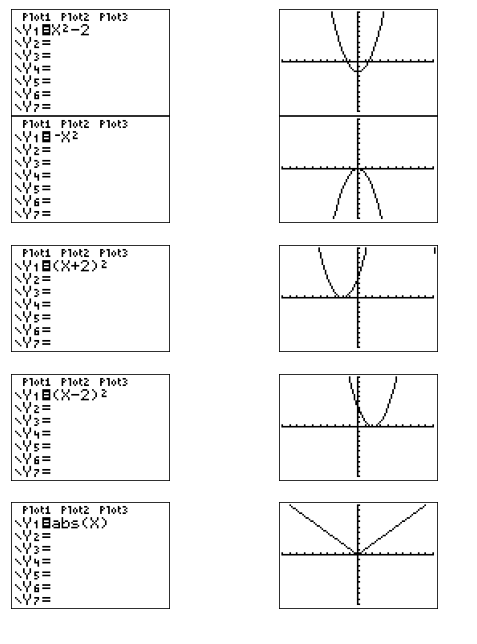 Plot1 Plot2 Plot3
\Y1=X²-2
\Y2=
\Y3=
\Y4=
\Y5=
\Y6=
\Y7=
Plot1 Plot2 Plot3
\Y1=-X²
\Y2=
\Y3=
\Y4=
\Y5=
\Y6=
\Y7=
Plot1 Plot2 Plot3
\Y1=(X+2)²
\Y2=
\Y3=
\Y4=
\Y5=
\Y6=
\Y7=
Plot1 Plot2 Plot3
\Y1=(X-2)²
\Y2=
\Y3=
\Y4=
\Y5=
\Y6=
\Y7=
Plot1 Plot2 Plot3
\Y1=abs(X)
\Y2=
\Y3=
\Y4=
\Y5=
\Y6=
\Y7=